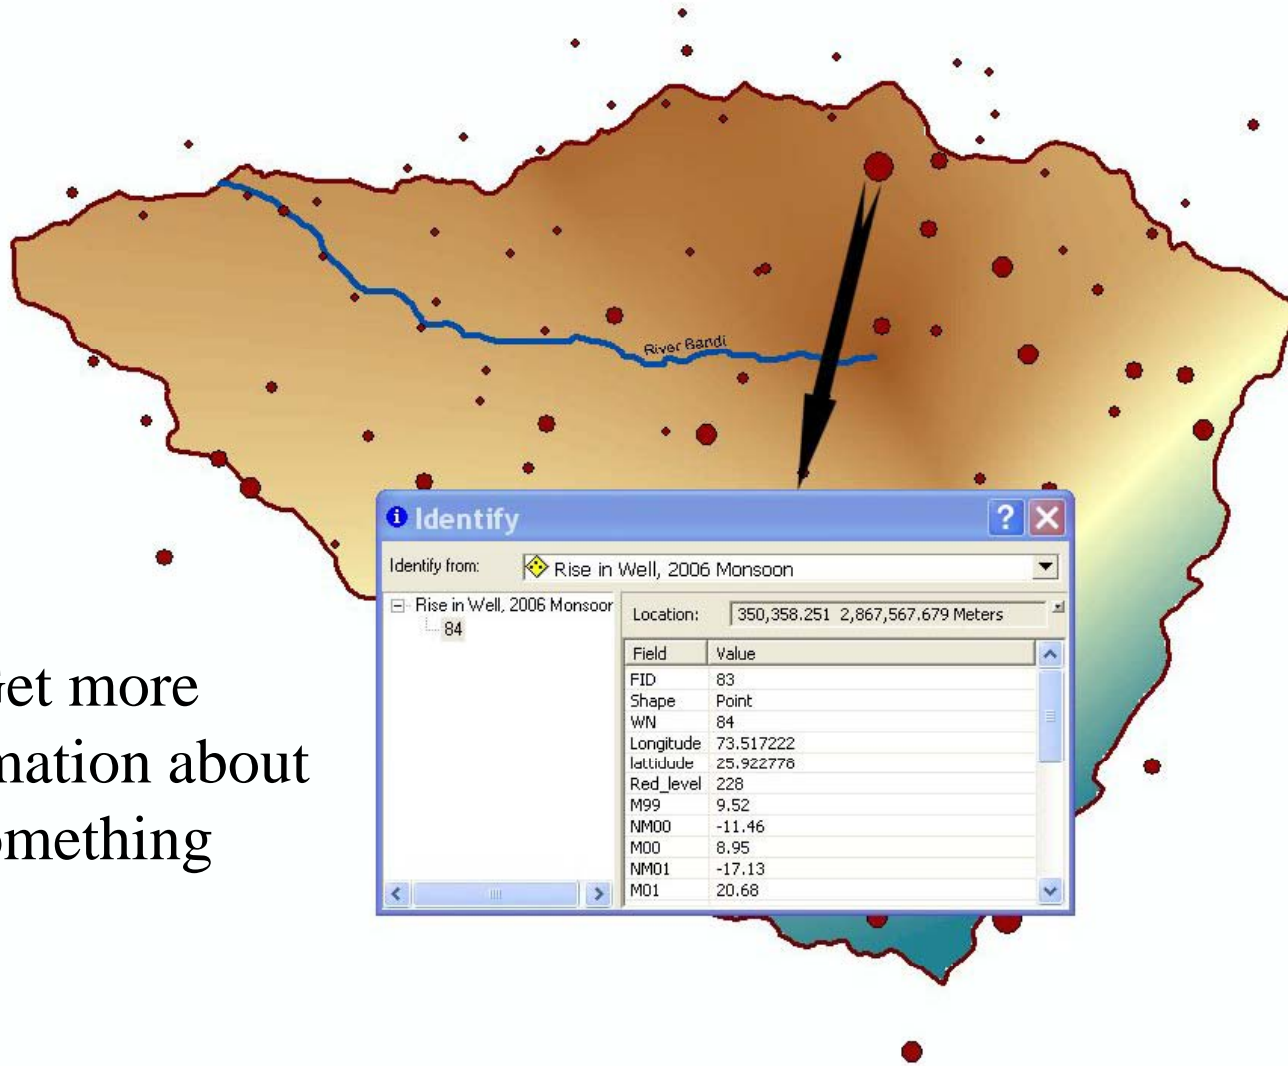 River Bandi
Identify
Identify from: Rise in Well, 2006 Monsoon
Rise in Well, 2006 Monsoor
84
Location: 350,358.251 2,867,567.679 Meters
Field Value
FID 83
Shape Point
WN 84
Longitude 73.517222
lattidude 25.922778
Red_level 228
M99 9.52
NM00 -11.46
M00 8.95
NM01 -17.13
M01 20.68
et more
mation about
omething